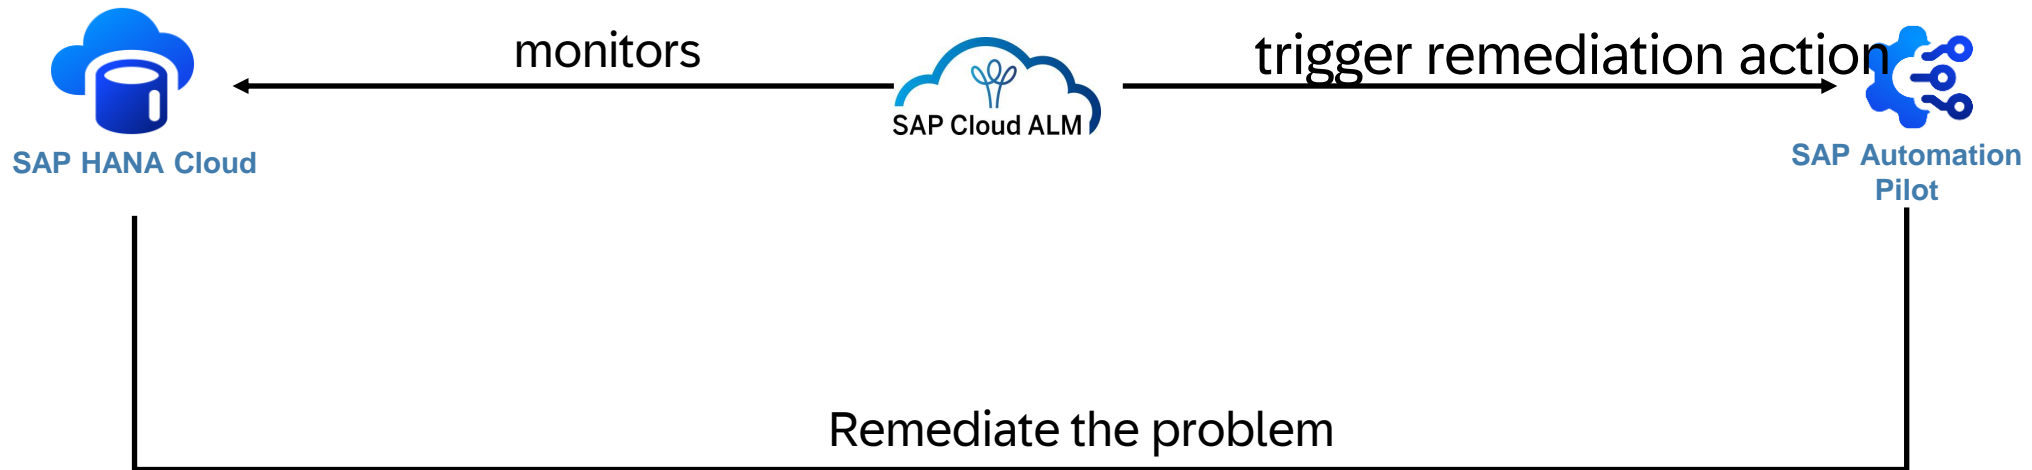 monitors
trigger remediation action
SAP Cloud ALM
SAP HANA Cloud
SAP Automation
Pilot
Remediate the problem